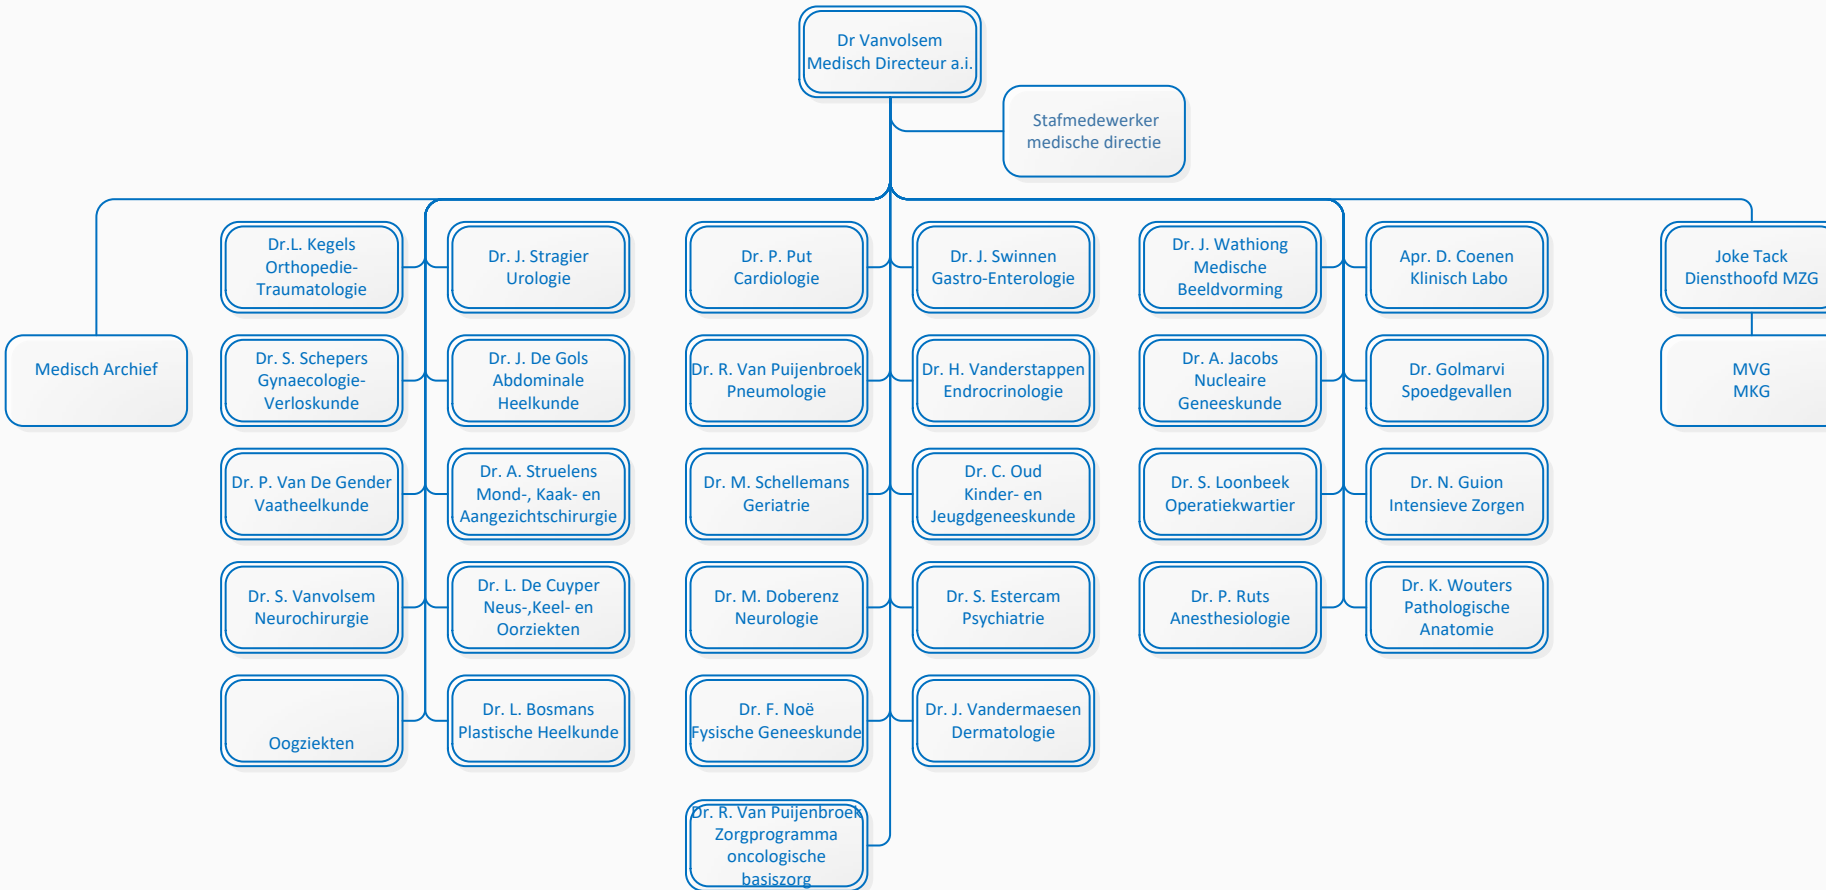 Dr Vanvolsem
Medisch Directeur a.i.
Stafmedewerker
medische directie
Medisch Archief
Dr.L. Kegels
Orthopedie-
Traumatologie
Dr. J. Stragier
Urologie
Dr. S. Schepers
Gynaecologie-
Verloskunde
Dr. J. De Gols
Abdominale
Heelkunde
Dr. P. Van De Gender
Vaatheelkunde
Dr. A. Struelens
Mond-, Kaak- en
Aangezichtschirurgie
Dr. S. Vanvolsem
Neurochirurgie
Dr. L. De Cuyper
Neus-,Keel- en
Oorziekten
Oogziekten
Dr. L. Bosmans
Plastische Heelkunde
Dr. P. Put
Cardiologie
Dr. J. Swinnen
Gastro-Enterologie
Dr. R. Van Puijenbroek
Pneumologie
Dr. H. Vanderstappen
Endocrinologie
Dr. M. Schellemans
Geriatrie
Dr. C. Oud
Kinder- en
Jeugdgeneeskunde
Dr. M. Doberenz
Neurologie
Dr. S. Estercam
Psychiatrie
Dr. F. Noë
Fysische Geneeskunde
Dr. J. Vandermaesen
Dermatologie
Dr. R. Van Puijenbroek
Zorgprogramma
oncologische
basiszorg
Dr. J. Wathiong
Medische
Beeldvorming
Apr. D. Coenen
Klinisch Labo
Dr. A. Jacobs
Nucleaire
Geneeskunde
Dr. Golmarvi
Spoedgevallen
Dr. S. Loonbeek
Operatiekwartier
Dr. N. Guion
Intensieve Zorgen
Dr. P. Ruts
Anesthesiologie
Dr. K. Wouters
Pathologische
Anatomie
Joke Tack
Diensthoofd MZG
MVG
MKG